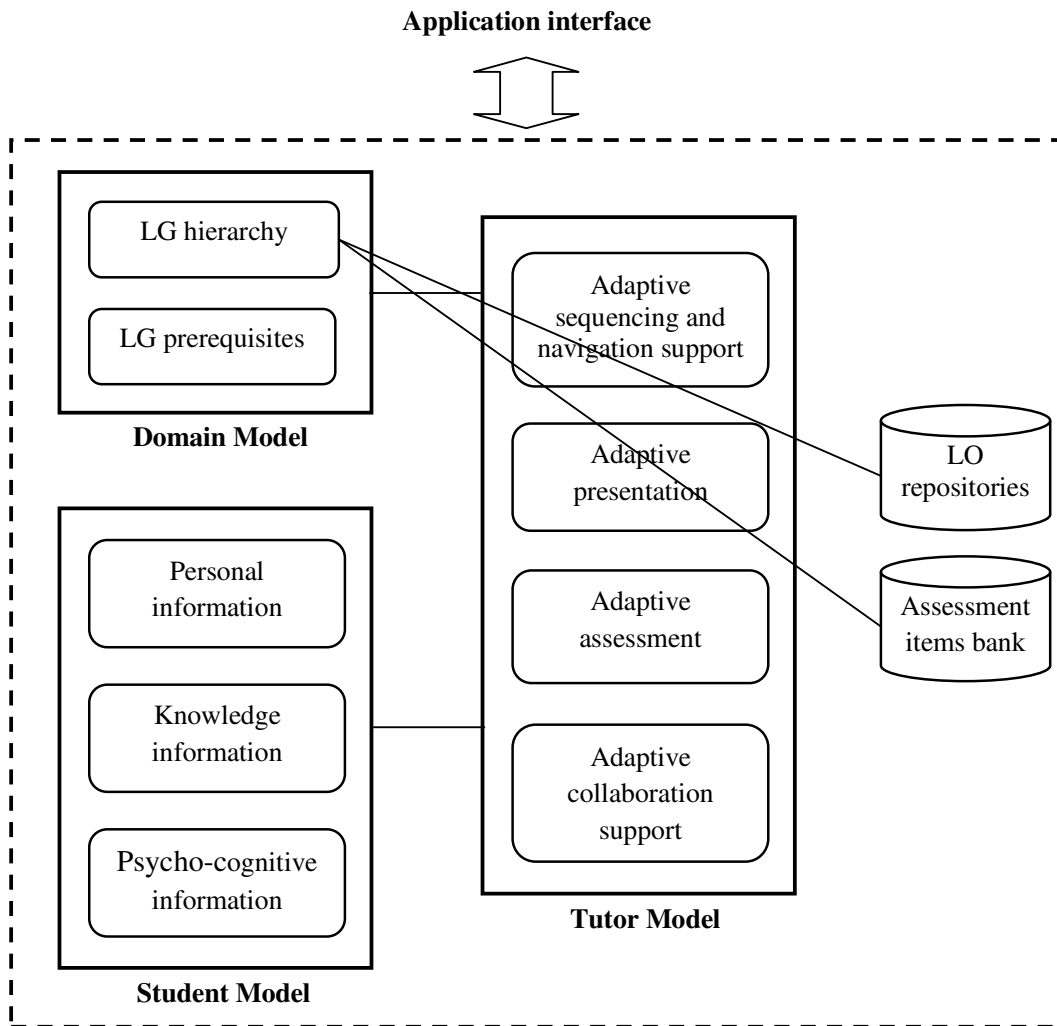 Application interface
LG hierarchy
LG prerequisites
Domain Model
Personal
information
Knowledge
information
Psycho-cognitive
information
Student Model
Adaptive
sequencing and
navigation support
Adaptive
presentation
Adaptive
assessment
Adaptive
collaboration
support
Tutor Model
LO
repositories
Assessment
items bank